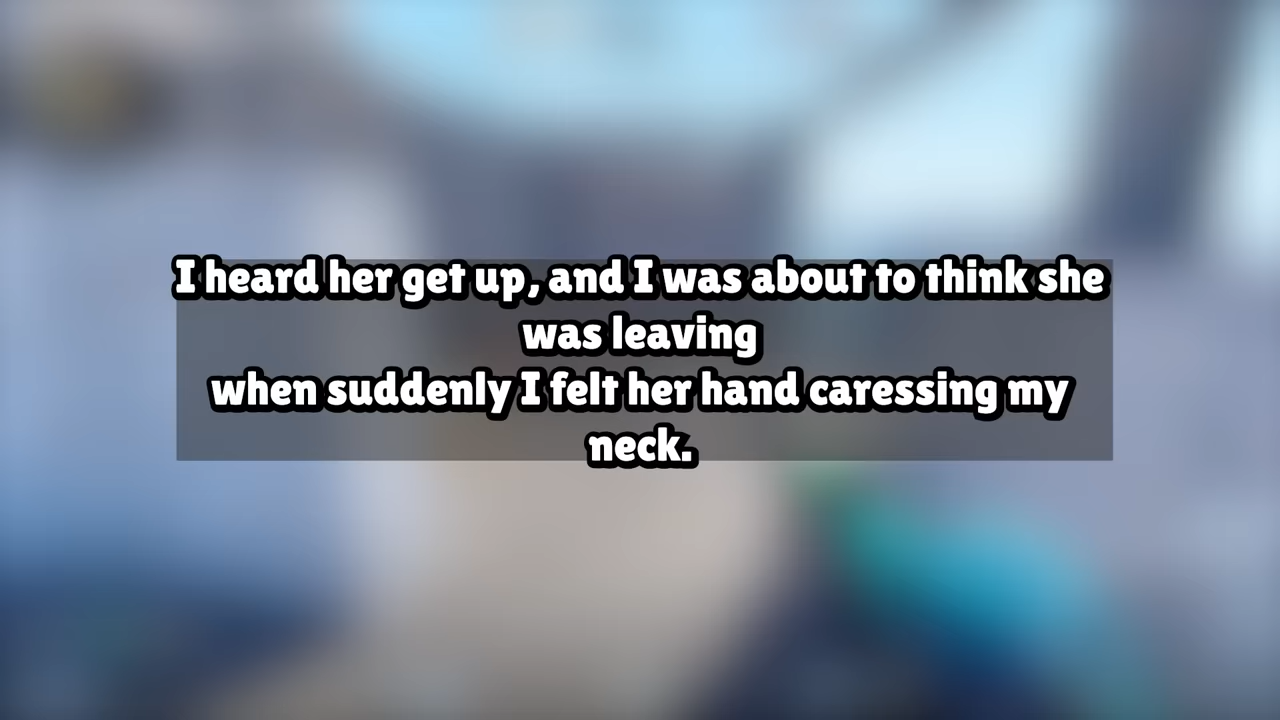 I heard her get up, and I was about to think she
was leaving
when suddenly I felt her hand caressing my
neck.